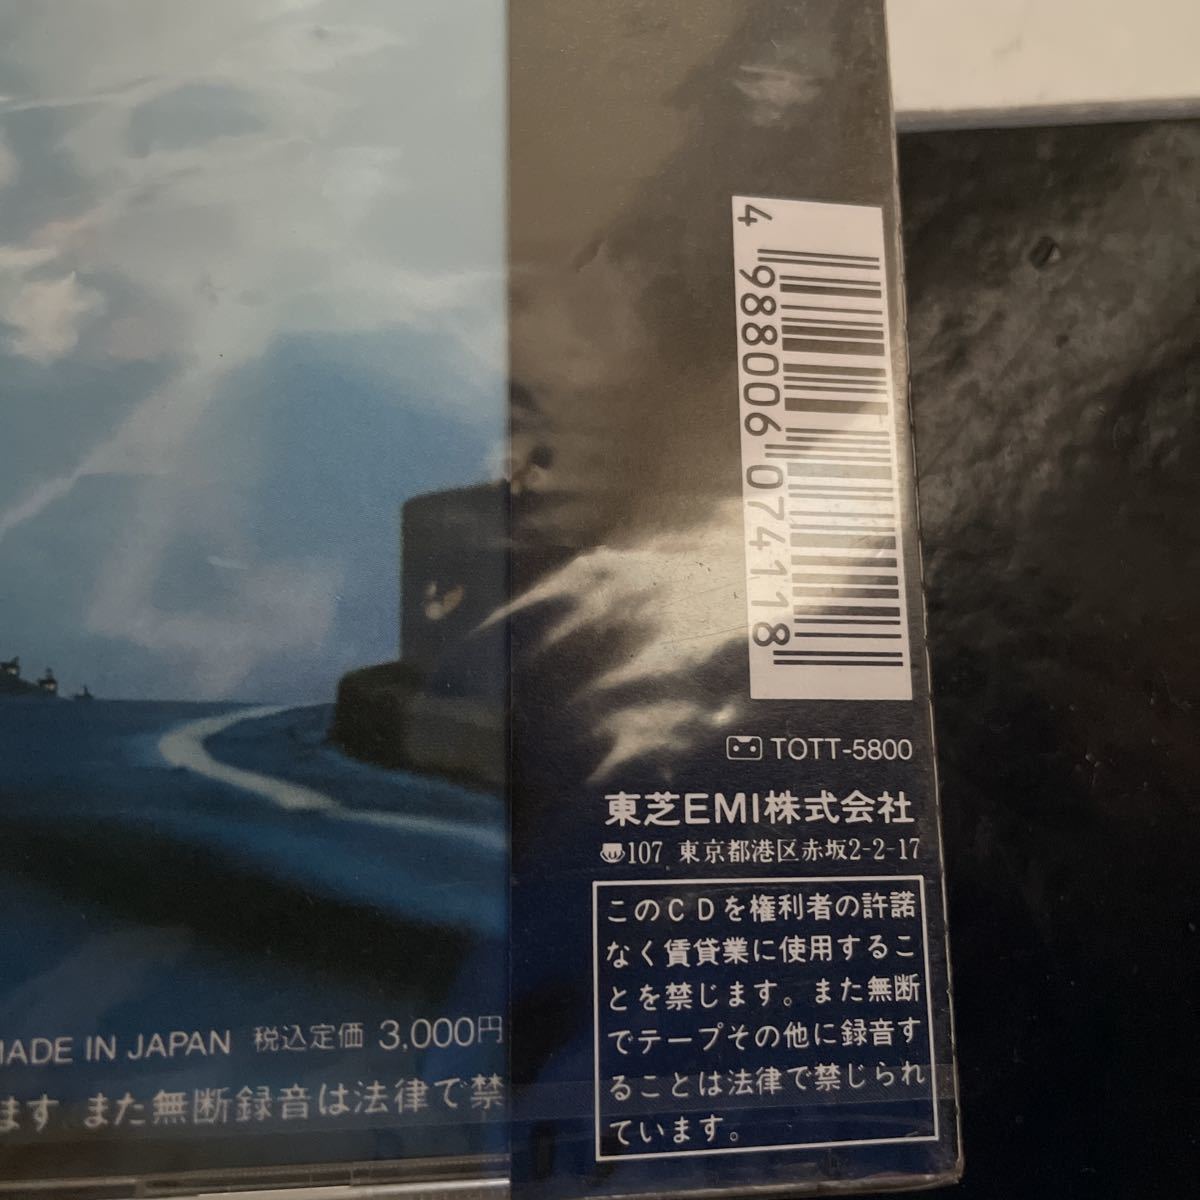 4 988006 074118
TOTT-5800
東芝EMI株式会社
107 東京都港区赤坂2-2-17
このCDを権利者の許諾
なく賃貸業に使用するこ
とを禁じます。また無断
でテープその他に録音す
ることは法律で禁じられ
ています。
MADE IN JAPAN 税込定価 3,000円
ます また無断録音は法律で禁